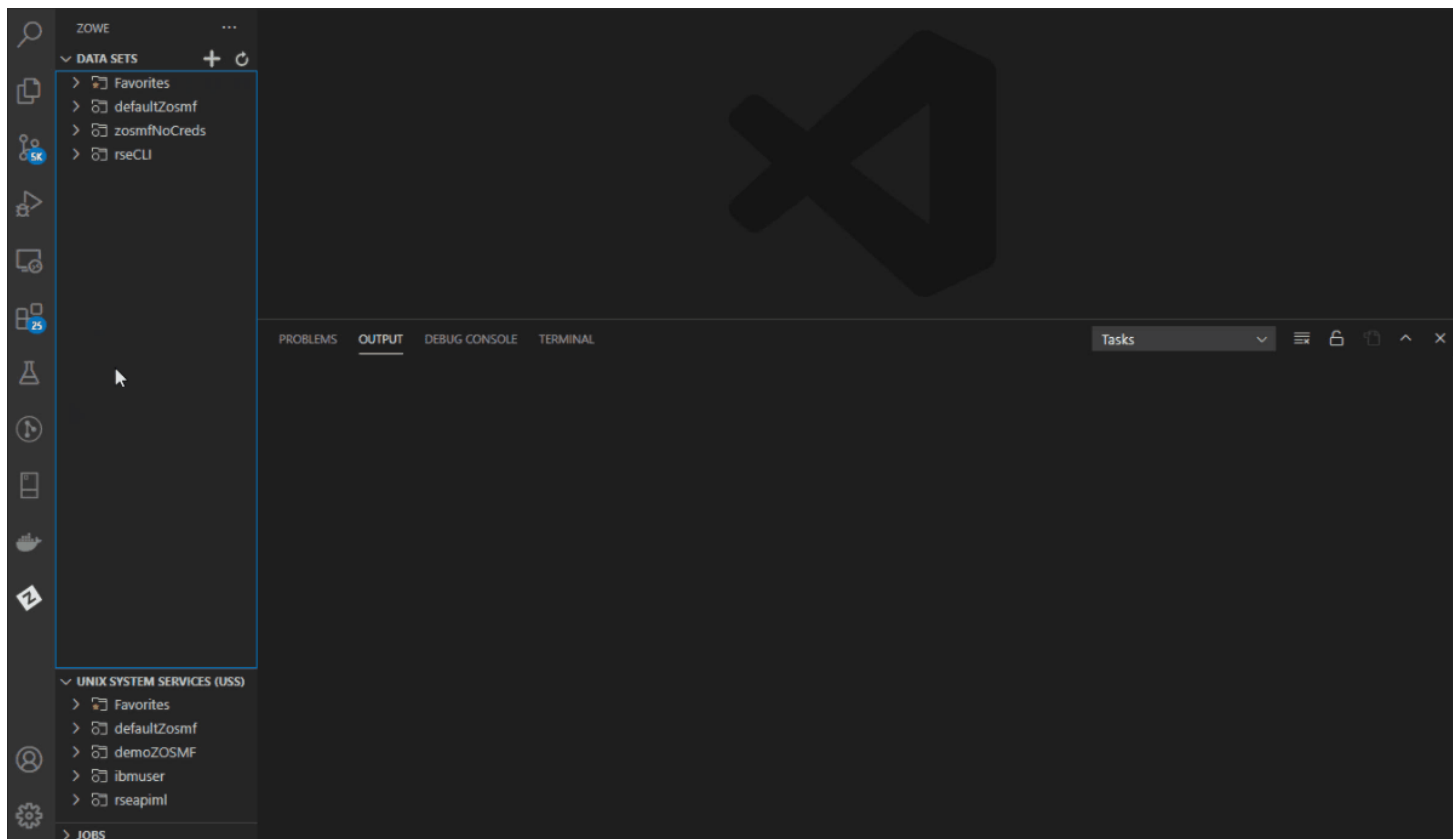 ZOWE
DATA SETS
Favorites
defaultZosmf
zosmfNoCreds
rseCLI
5K
25
PROBLEMS OUTPUT DEBUG CONSOLE TERMINAL Tasks
UNIX SYSTEM SERVICES (USS)
Favorites
defaultZosmf
demoZOSMF
ibmuser
rseapiml
JOBS